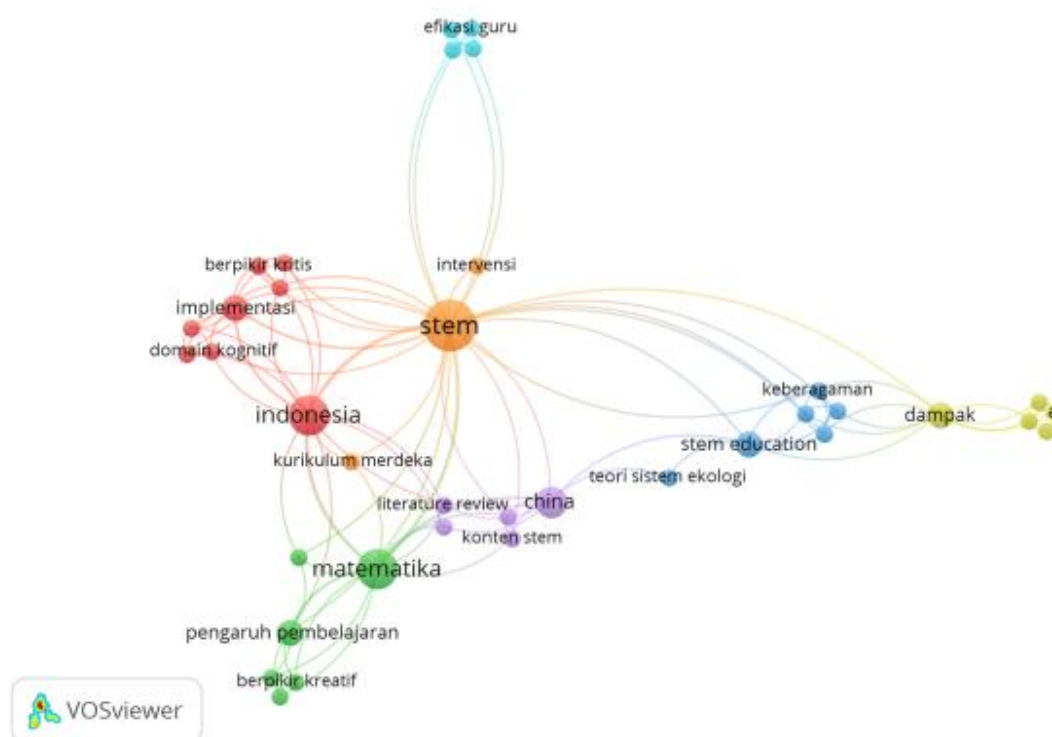 efikasi guru
berpikir kritis
intervensi
implementasi
stem
domain kognitif
keberagaman
indonesia
dampak
stem education
kurikulum merdeka
teori sistem ekologi
literature review
china
konten stem
matematika
pengaruh pembelajaran
berpikir kreatif
VOSviewer